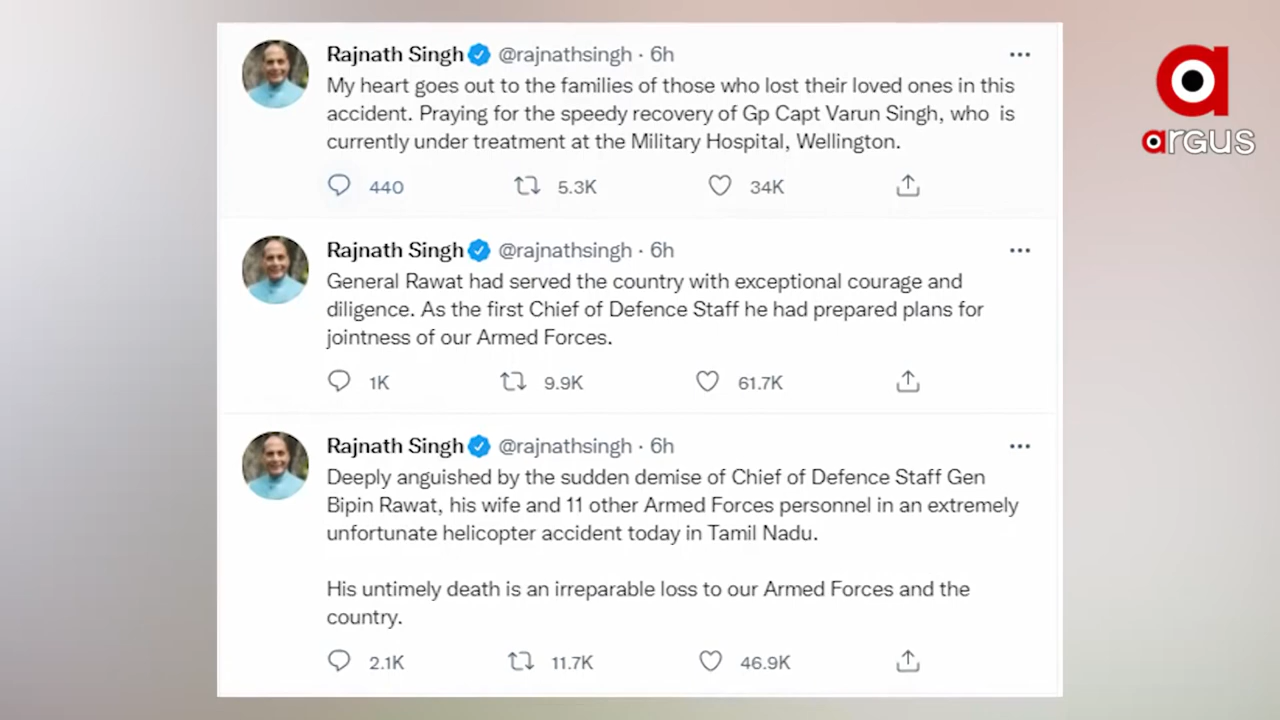 Rajnath Singh @rajnathsingh · 6h
My heart goes out to the families of those who lost their loved ones in this
accident. Praying for the speedy recovery of Gp Capt Varun Singh, who is
currently under treatment at the Military Hospital, Wellington.
440 5.3K 34K
Rajnath Singh @rajnathsingh · 6h
General Rawat had served the country with exceptional courage and
diligence. As the first Chief of Defence Staff he had prepared plans for
jointness of our Armed Forces.
1K 9.9K 61.7K
Rajnath Singh @rajnathsingh · 6h
Deeply anguished by the sudden demise of Chief of Defence Staff Gen
Bipin Rawat, his wife and 11 other Armed Forces personnel in an extremely
unfortunate helicopter accident today in Tamil Nadu.
His untimely death is an irreparable loss to our Armed Forces and the
country.
2.1K 11.7K 46.9K
a
argus